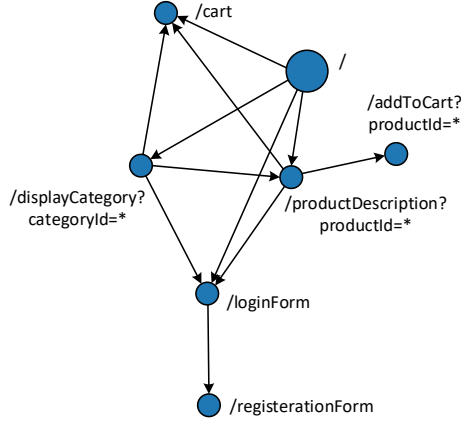 /cart
/
/addToCart?
productId=*
/displayCategory?
categoryId=*
/productDescription?
productId=*
/loginForm
/registerationForm